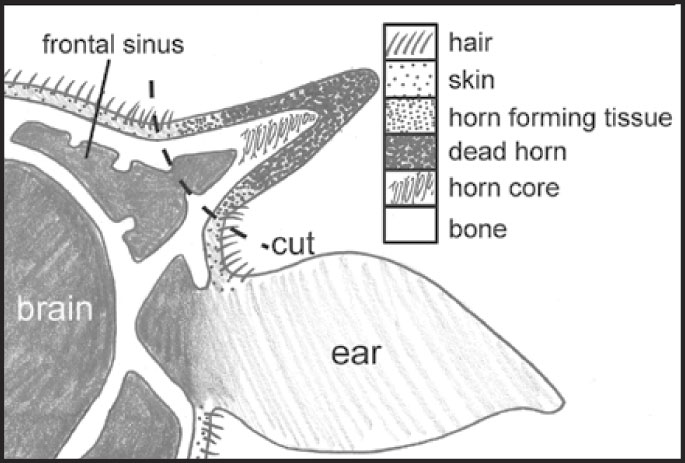 frontal sinus
hair
skin
horn forming tissue
dead horn
horn core
bone
cut
brain
ear